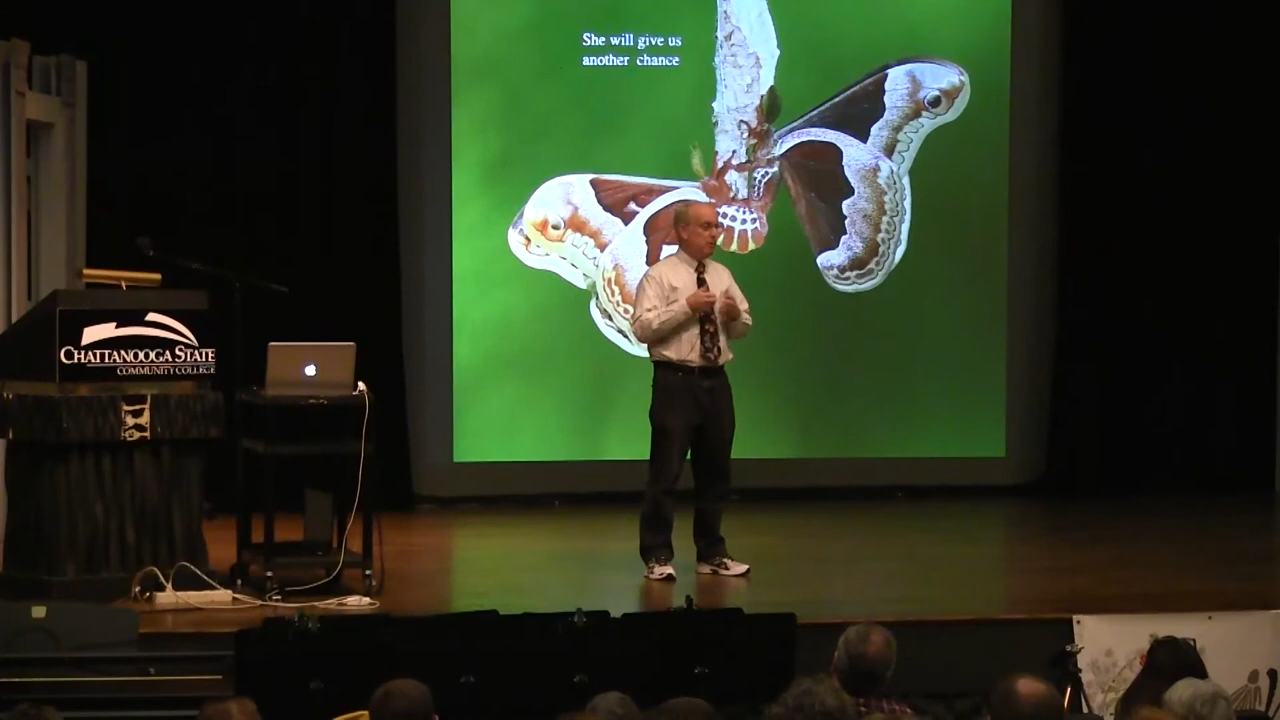 She will give us
another chance
CHATTANOOGA STATE
COMMUNITY COLLEGE